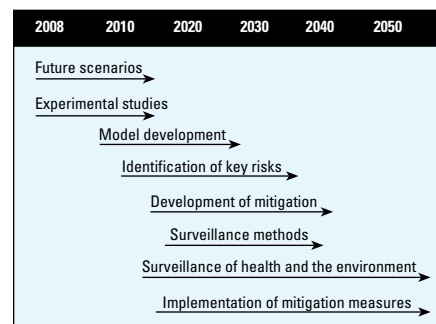 2008 2010 2020 2030 2040 2050
Future scenarios
Experimental studies
Model development
Identification of key risks
Development of mitigation
Surveillance methods
Surveillance of health and the environment
Implementation of mitigation measures